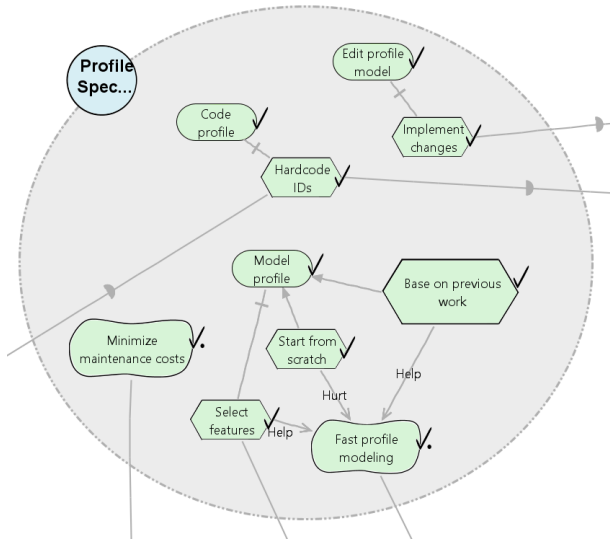 Profile
Spec...
Edit profile
model
Code
profile
Implement
changes
Hardcode
IDs
Model
profile
Base on previous
work
Minimize
maintenance costs
Start from
scratch
Help
Hurt
Select
features
Help
Fast profile
modeling